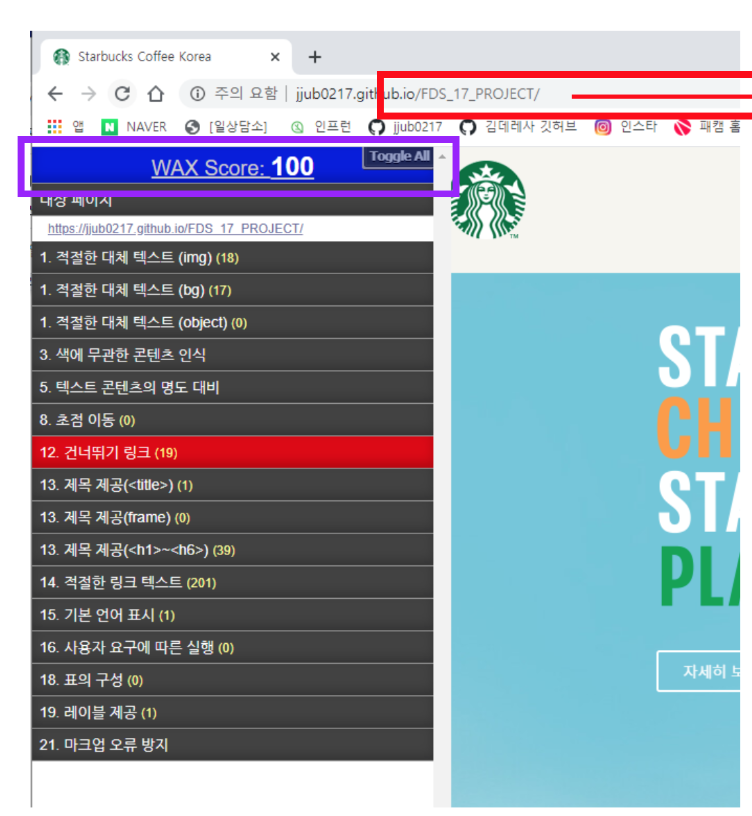 Starbucks Coffee Korea
주의 요함 | jjub0217.github.io/FDS_17_PROJECT/
앱 NAVER [일상담소] 인프런 jjub0217 김데레사 깃허브 인스타 패캠 홈
WAX Score: 100
Toggle All
대상 페이지
https://jjub0217.github.io/FDS_17_PROJECT/
1. 적절한 대체 텍스트 (img) (18)
1. 적절한 대체 텍스트 (bg) (17)
1. 적절한 대체 텍스트 (object) (0)
3. 색에 무관한 콘텐츠 인식
5. 텍스트 콘텐츠의 명도 대비
8. 초점 이동 (0)
12. 건너뛰기 링크 (19)
13. 제목 제공(<title>) (1)
13. 제목 제공(frame) (0)
13. 제목 제공(<h1>~<h6>) (39)
14. 적절한 링크 텍스트 (201)
15. 기본 언어 표시 (1)
16. 사용자 요구에 따른 실행 (0)
18. 표의 구성 (0)
19. 레이블 제공 (1)
21. 마크업 오류 방지
STA
CH
STA
PLA
자세히 보